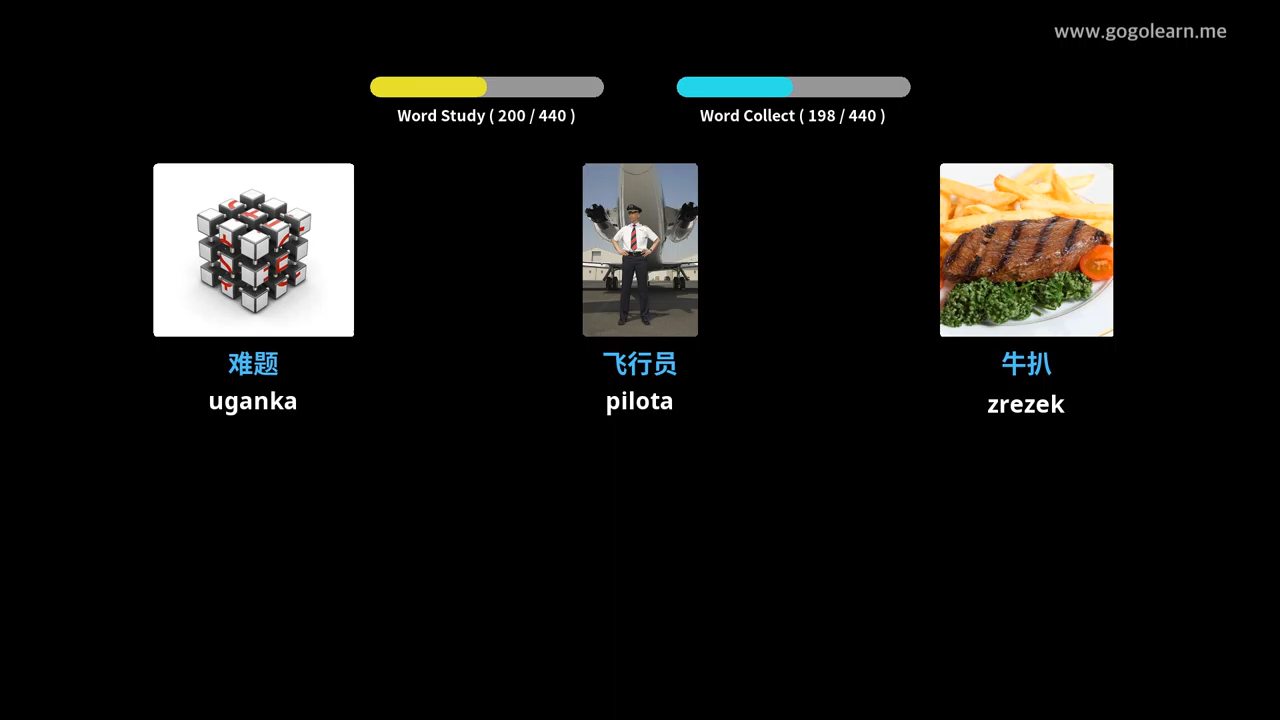 www.gogolearn.me
Word Study ( 200 / 440 )
Word Collect ( 198 / 440 )
难题
飞行员
牛扒
uganka
pilota
zrezek